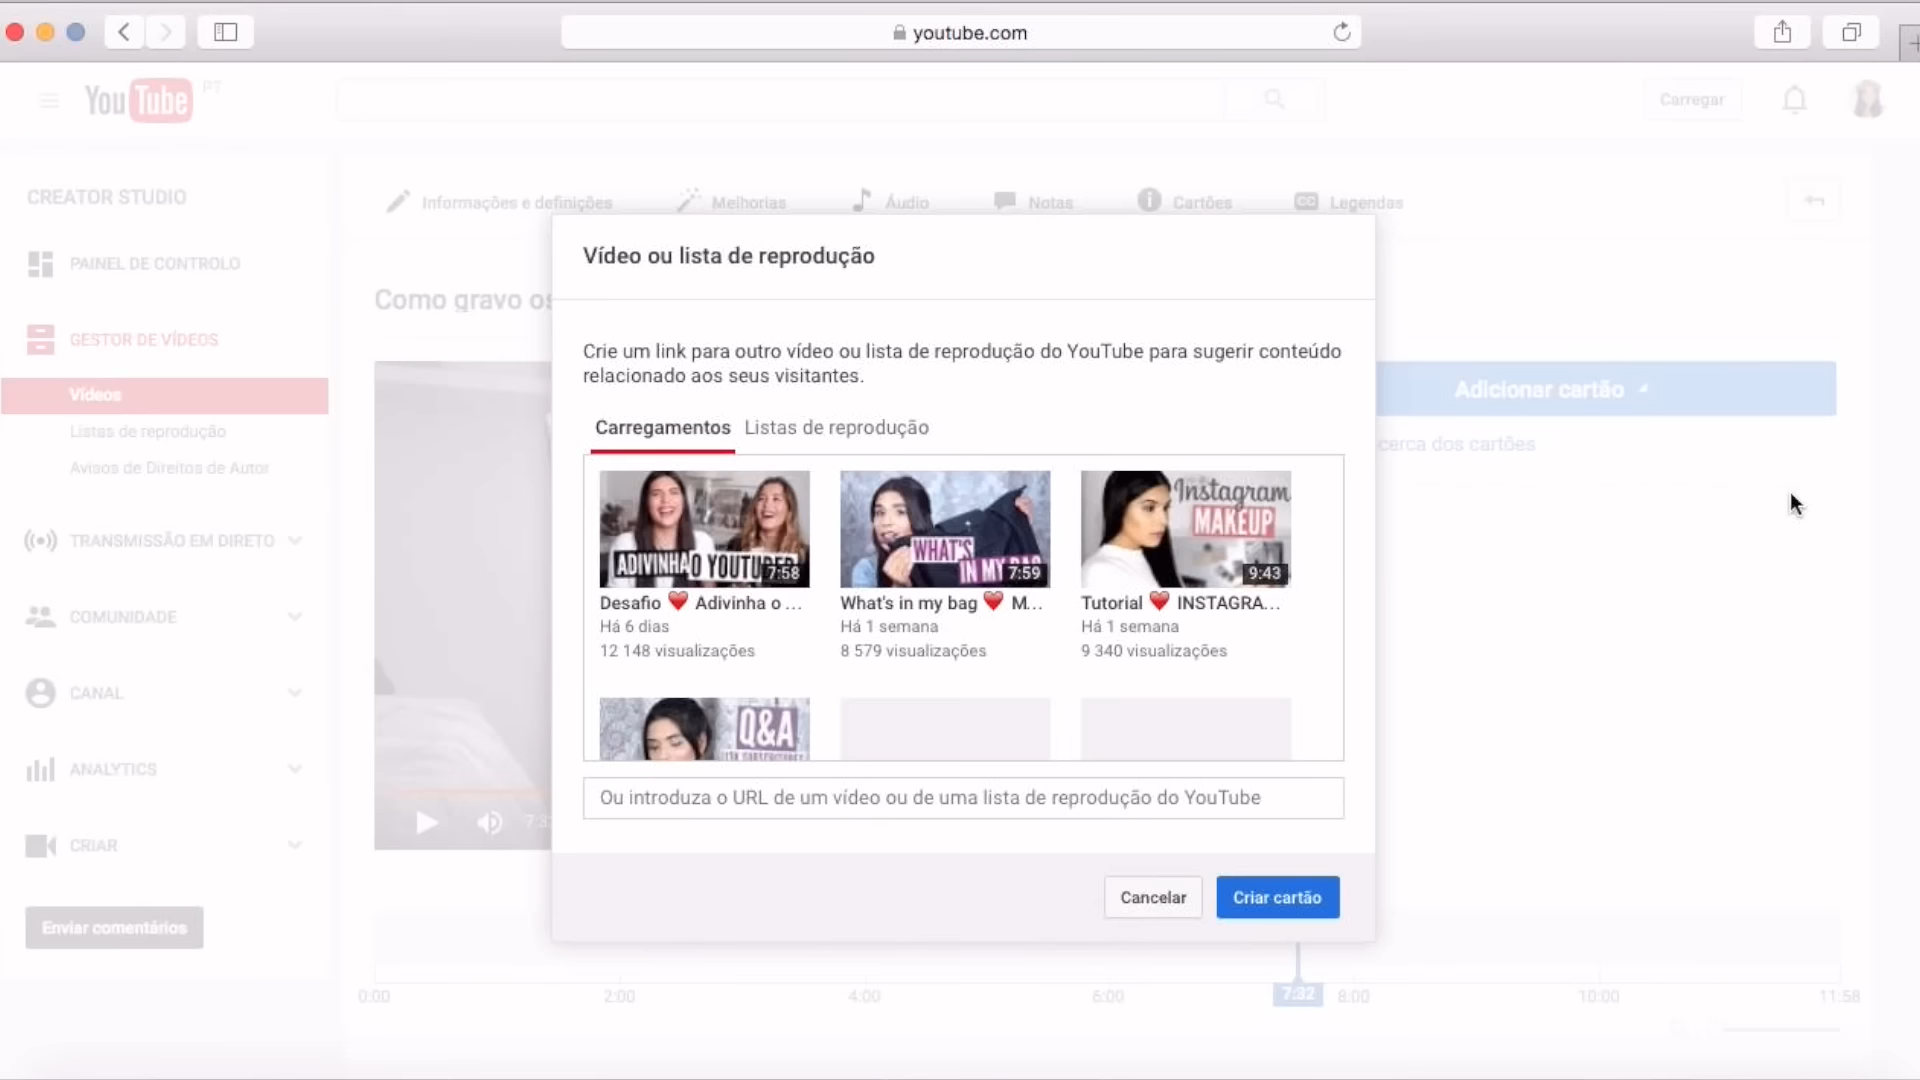 youtube.com
YouTube PT
Carregar
CREATOR STUDIO
PAINEL DE CONTROLO
GESTOR DE VÍDEOS
Vídeos
Listas de reprodução
Avisos de Direitos de Autor
TRANSMISSÃO EM DIRETO
COMUNIDADE
CANAL
ANALYTICS
CRIAR
Enviar comentários
Informações e definições
Melhorias
Áudio
Notas
Cartões
CC Legendas
Como gravo os
Adicionar cartão
cerca dos cartões
Vídeo ou lista de reprodução
Crie um link para outro vídeo ou lista de reprodução do YouTube para sugerir conteúdo
relacionado aos seus visitantes.
Carregamentos
Listas de reprodução
ADIVINHA O YOUTUBER
7:58
Desafio ❤️ Adivinha o ...
Há 6 dias
12 148 visualizações
WHAT'S
IN MY BAG
7:59
What's in my bag ❤️ M...
Há 1 semana
8 579 visualizações
Instagram
MAKEUP
9:43
Tutorial ❤️ INSTAGRA...
Há 1 semana
9 340 visualizações
Q&A
Ou introduza o URL de um vídeo ou de uma lista de reprodução do YouTube
Cancelar
Criar cartão
0:00
2:00
4:00
6:00
7:32
8:00
10:00
11:58